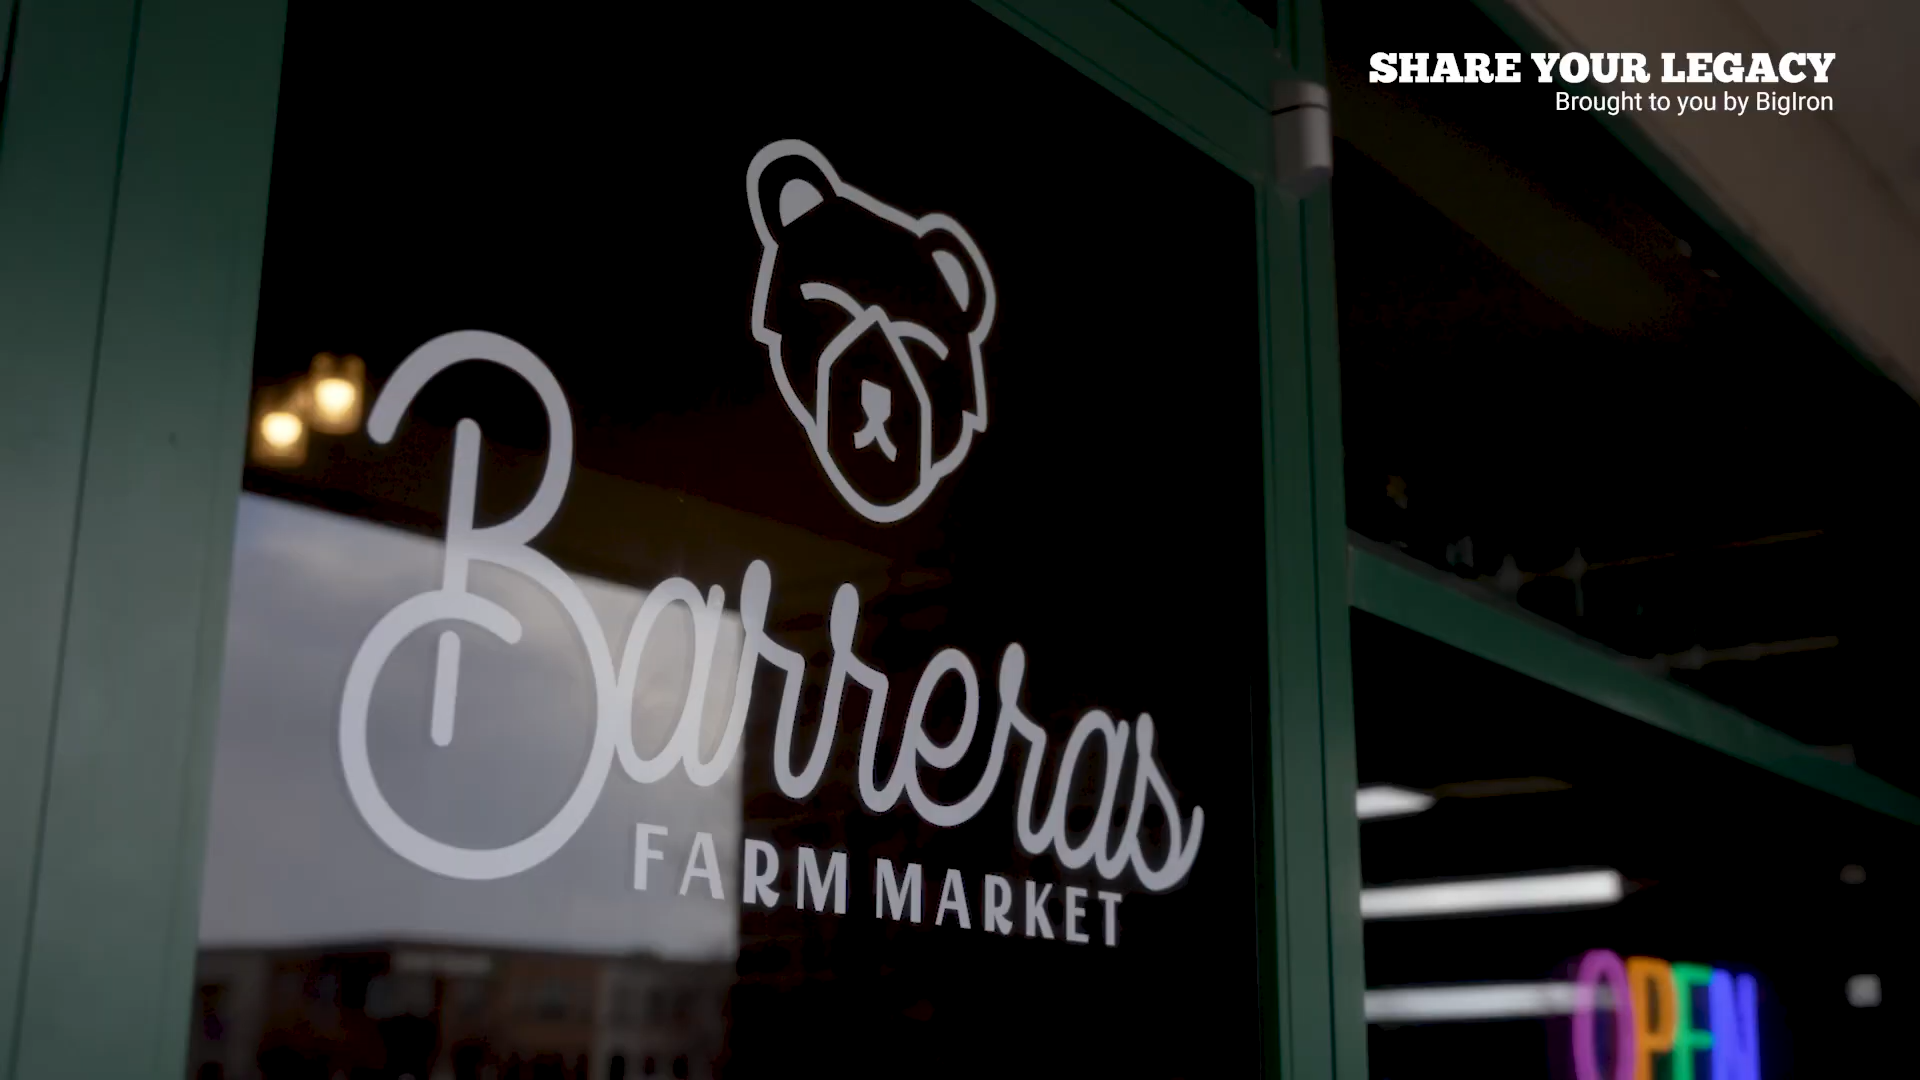 SHARE YOUR LEGACY
Brought to you by BigIron
Barreras
FARM MARKET
OPEN